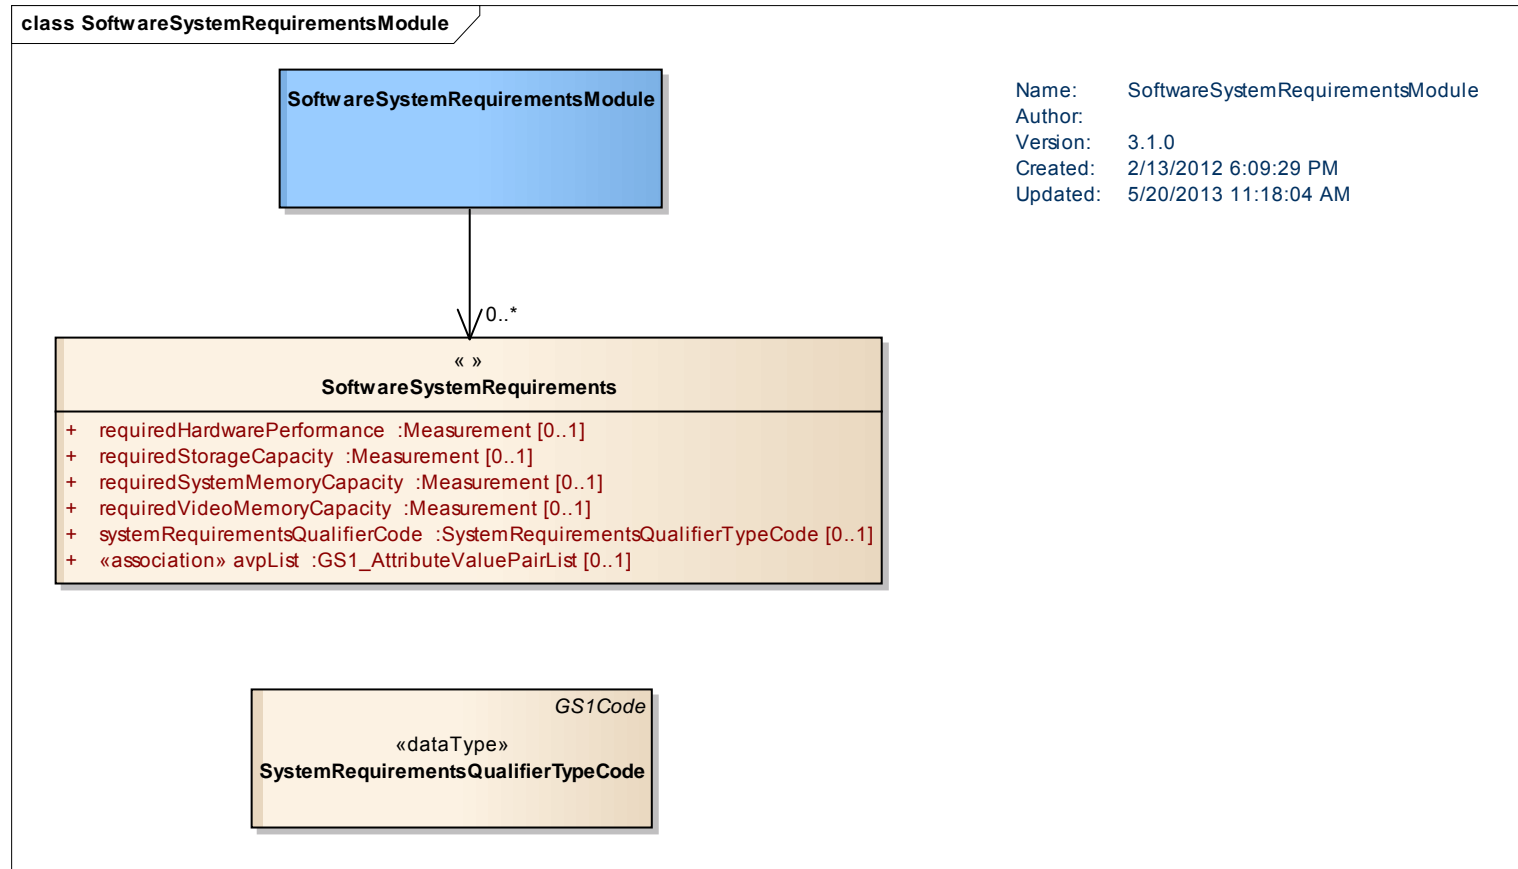 class SoftwareSystemRequirementsModule
SoftwareSystemRequirementsModule
Name: SoftwareSystemRequirementsModule
Author:
Version: 3.1.0
Created: 2/13/2012 6:09:29 PM
Updated: 5/20/2013 11:18:04 AM
0..*
« »
SoftwareSystemRequirements
+ requiredHardwarePerformance :Measurement [0..1]
+ requiredStorageCapacity :Measurement [0..1]
+ requiredSystemMemoryCapacity :Measurement [0..1]
+ requiredVideoMemoryCapacity :Measurement [0..1]
+ systemRequirementsQualifierCode :SystemRequirementsQualifierTypeCode [0..1]
+ «association» avpList :GS1_AttributeValuePairList [0..1]
GS1Code
«dataType»
SystemRequirementsQualifierTypeCode